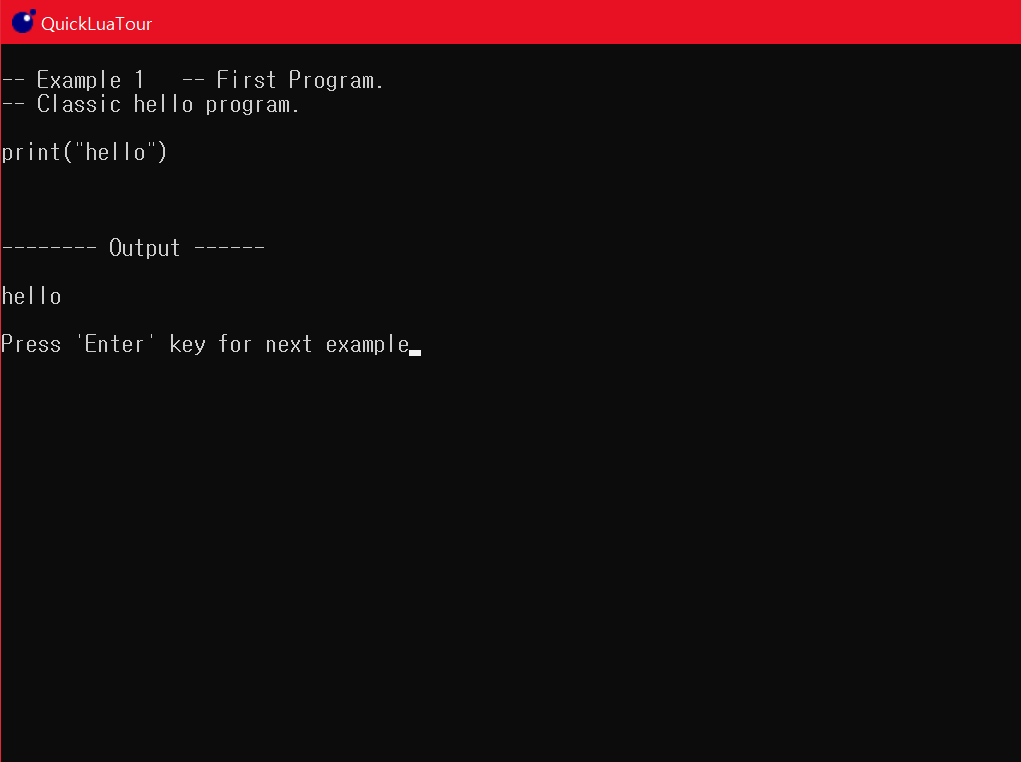 QuickLuaTour
-- Example 1   -- First Program.
-- Classic hello program.
print("hello")
-------- Output ------
hello
Press 'Enter' key for next example